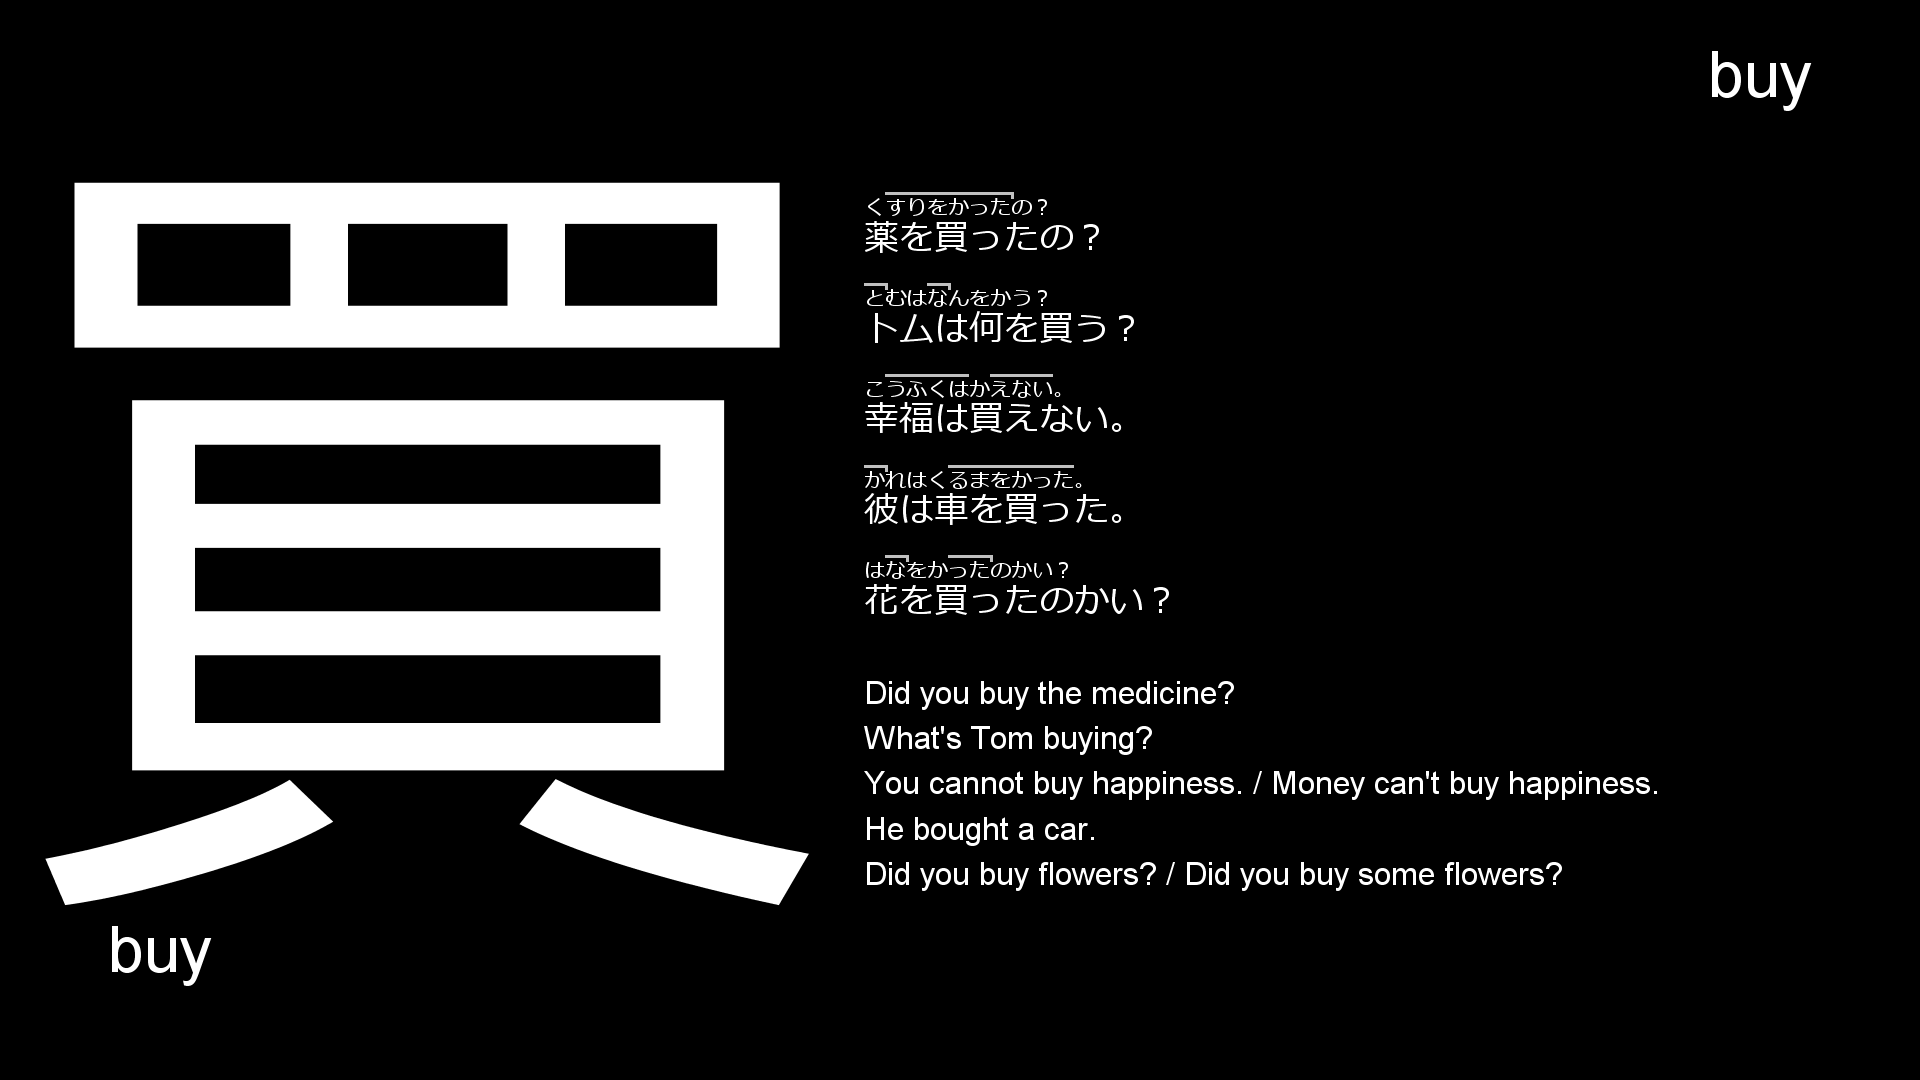 buy
買
くすりをかったの？
薬を買ったの？
とむはなんをかう？
トムは何を買う？
こうふくはかえない。
幸福は買えない。
かれはくるまをかった。
彼は車を買った。
はなをかったのかい？
花を買ったのかい？
Did you buy the medicine?
What's Tom buying?
You cannot buy happiness. / Money can't buy happiness.
He bought a car.
Did you buy flowers? / Did you buy some flowers?
buy